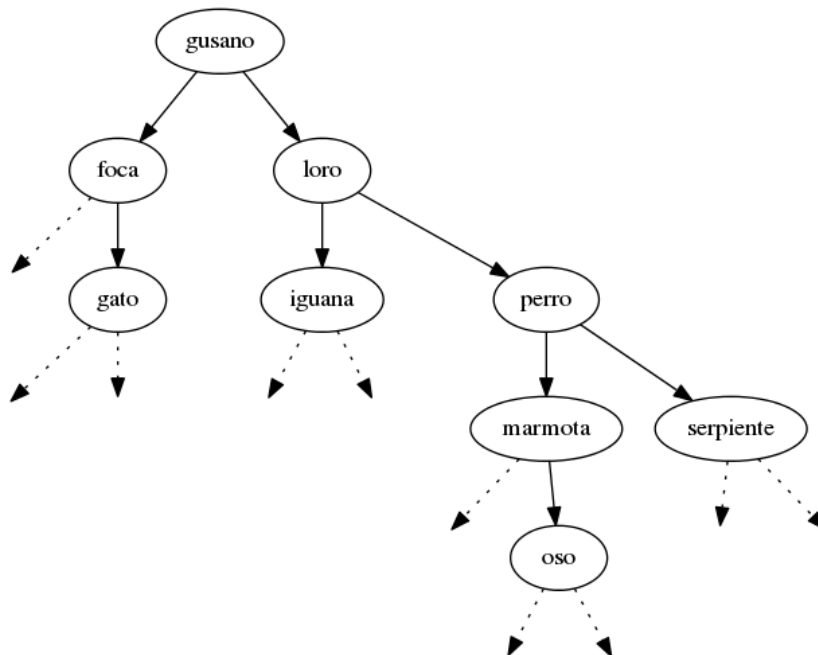 gusano
foca
loro
gato
iguana
perro
marmota
serpiente
oso